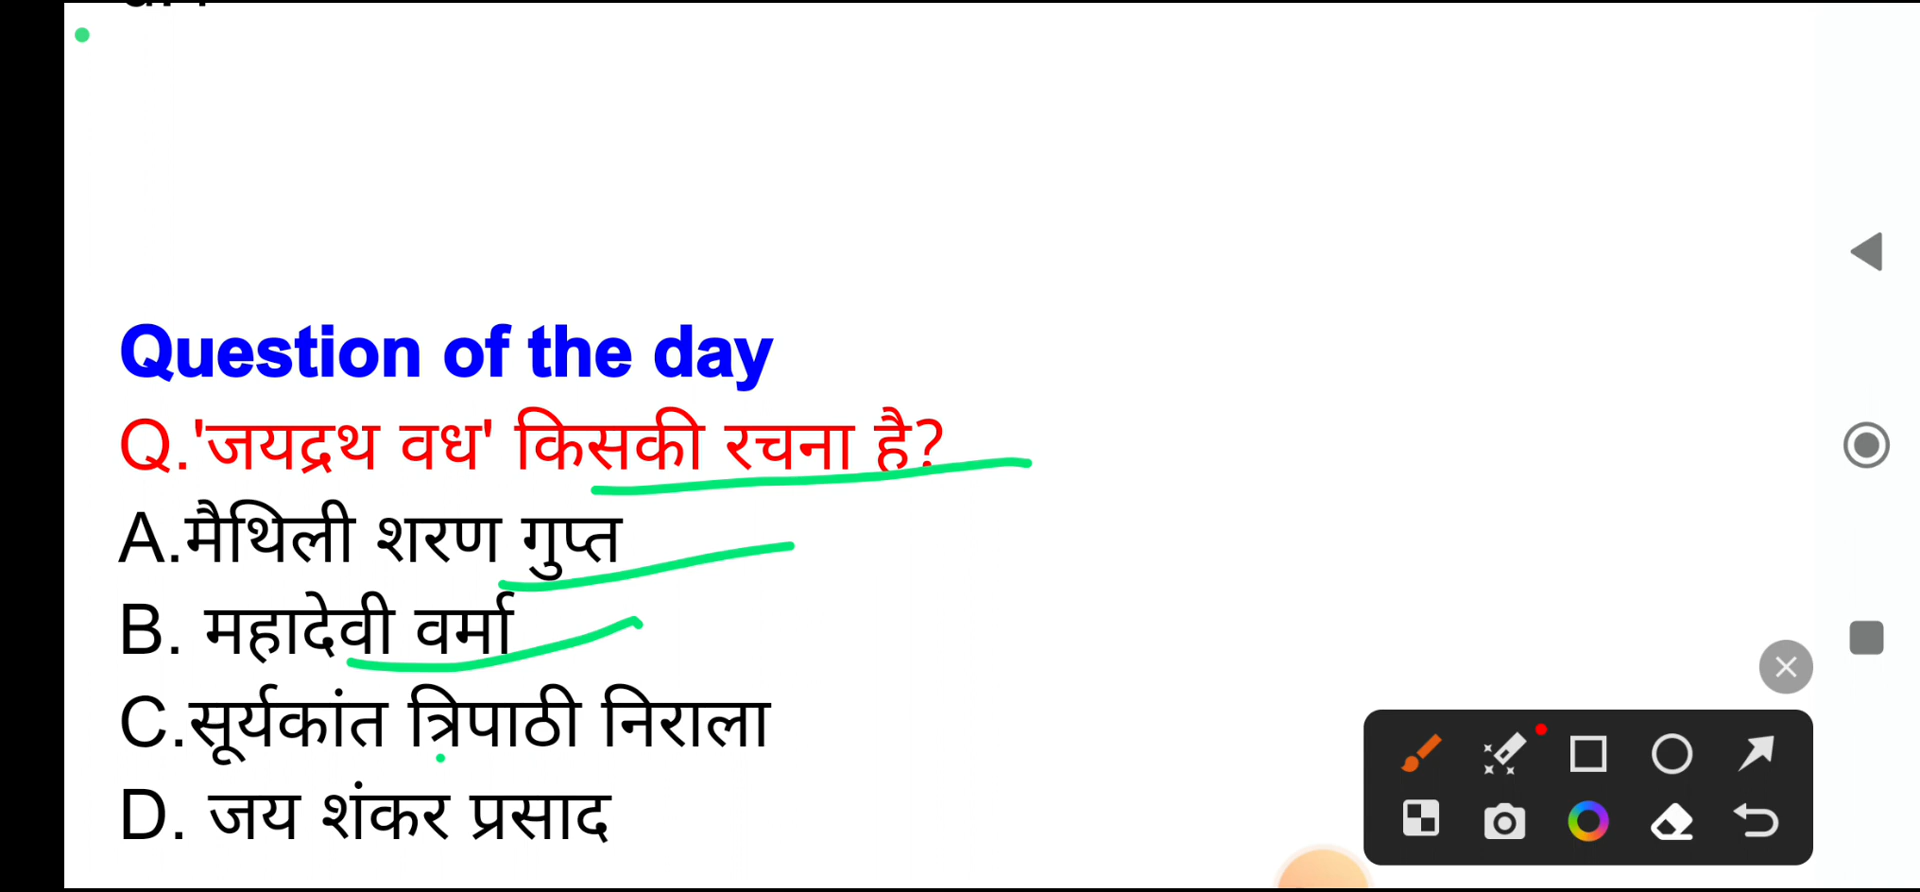 Question of the day
Q.'जयद्रथ वध' किसकी रचना है?
A.मैथिली शरण गुप्त
B. महादेवी वर्मा
C.सूर्यकांत त्रिपाठी निराला
D. जय शंकर प्रसाद